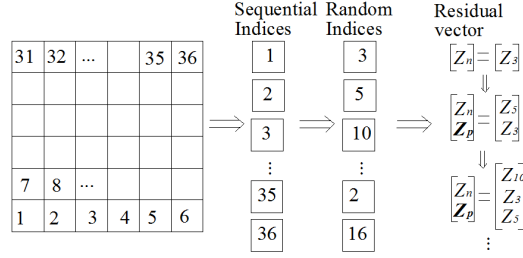 Sequential Indices
Random Indices
Residual vector
31 32 ... 35 36
7 8 ...
1 2 3 4 5 6
1
2
3
⋮
35
36
3
5
10
⋮
2
16
[Zn] = [Z3]
⇓
[Zn Zp] = [Z5 Z3]
⇓
[Zn Zp] = [Z10 Z3 Z5]
⋮